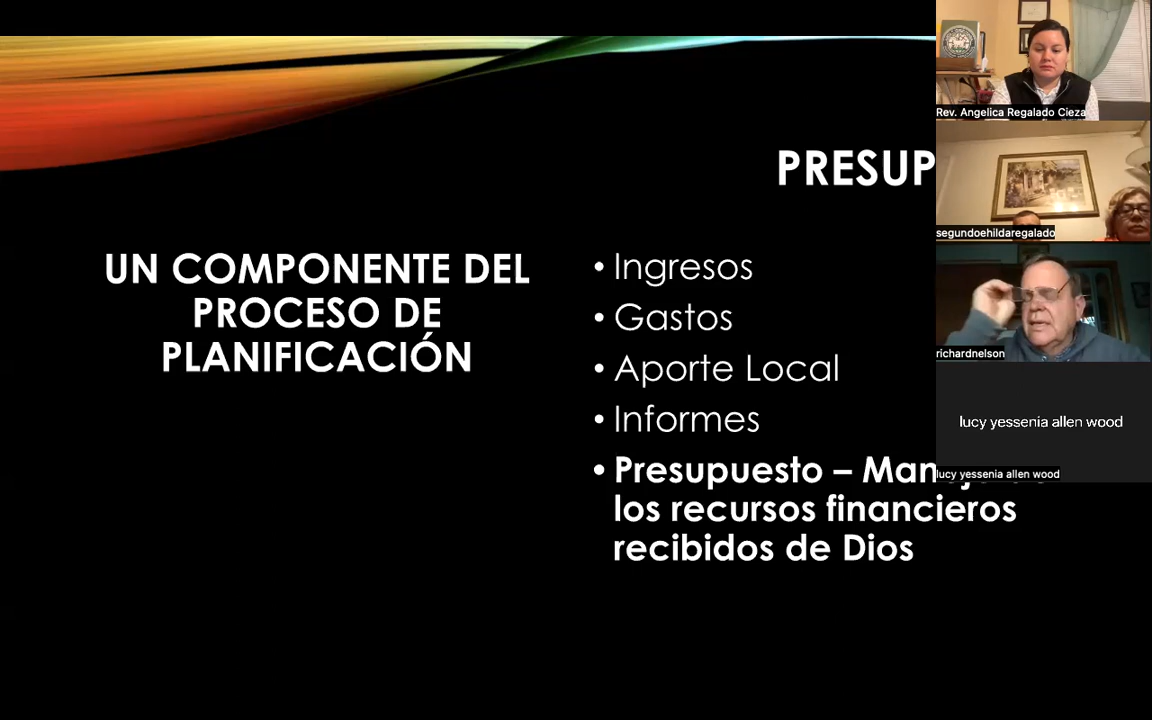 PRESUP
UN COMPONENTE DEL
PROCESO DE
PLANIFICACIÓN
• Ingresos
• Gastos
• Aporte Local
• Informes
• Presupuesto –
los recursos financieros
recibidos de Dios
Rev. Angelica Regalado Cieza
segundoehildaregalado
richardnelson
lucy yessenia allen wood
lucy yessenia allen wood